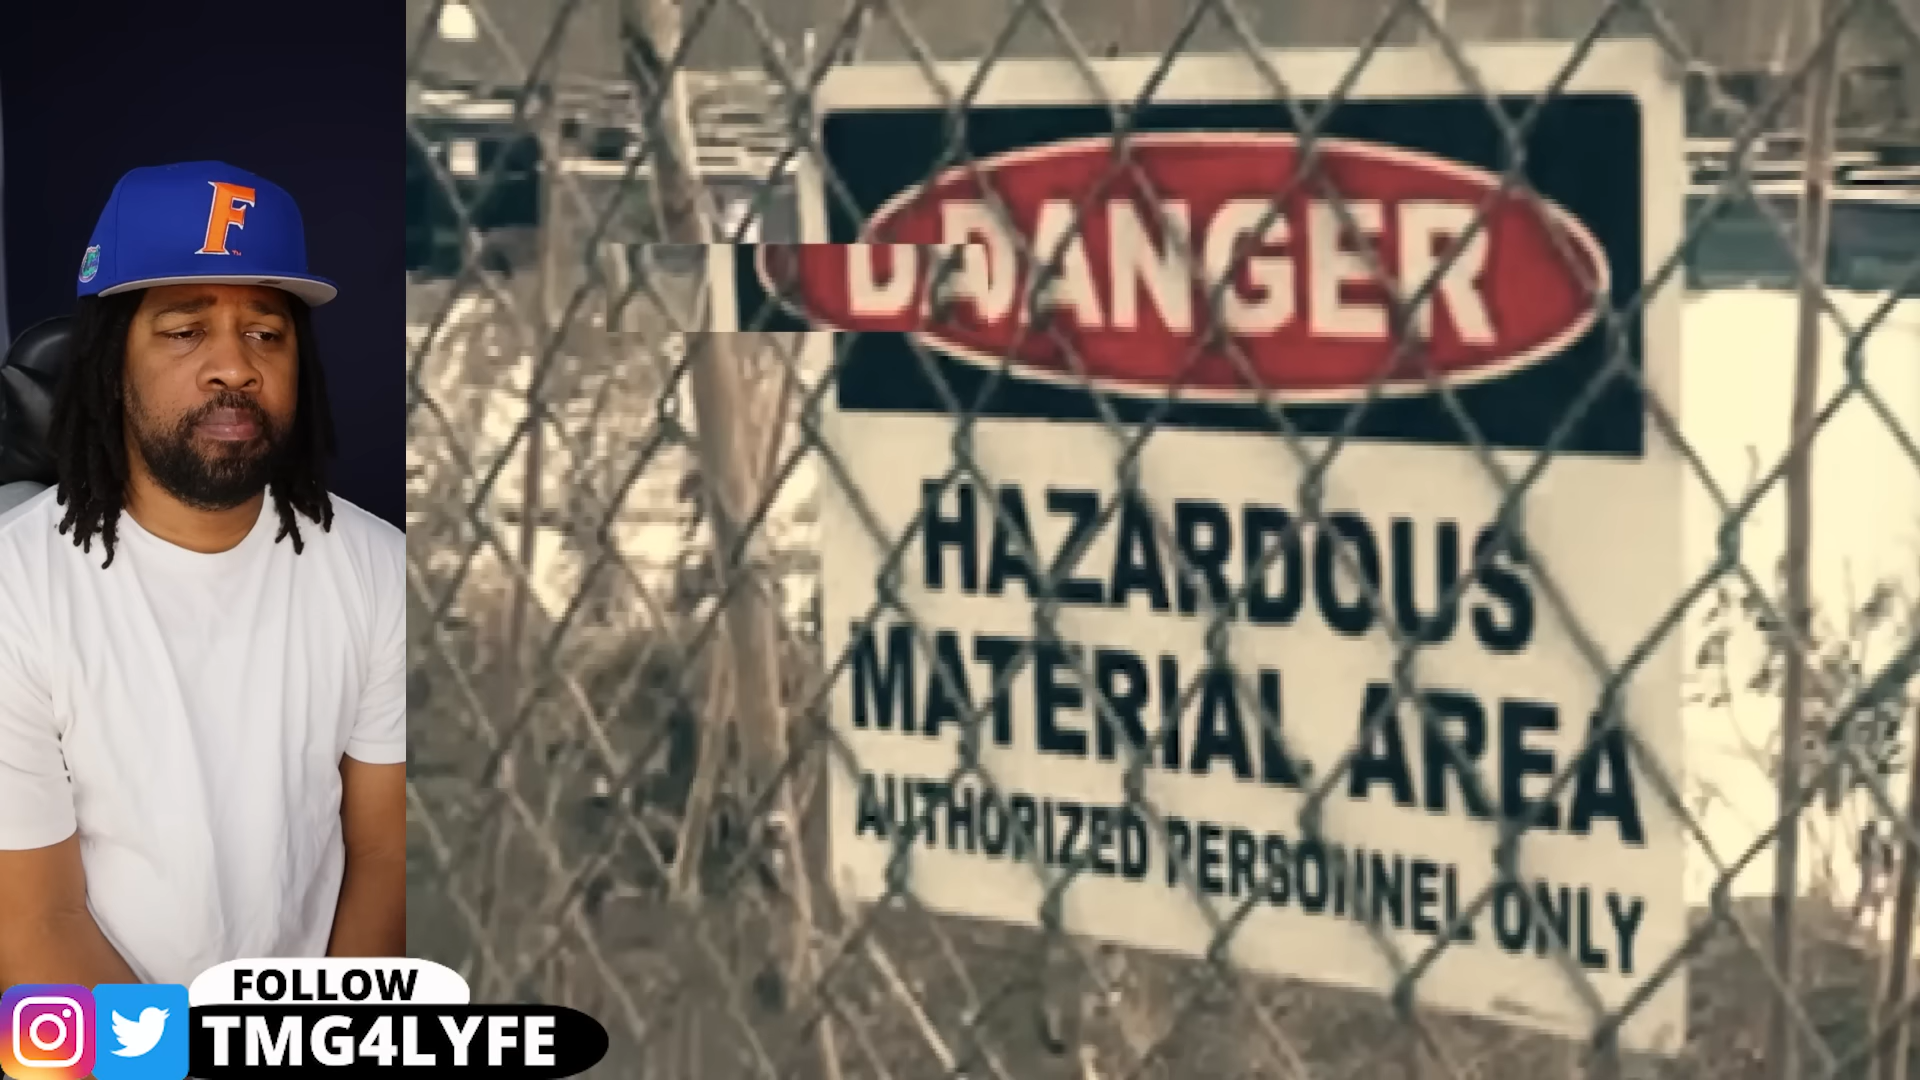 F
DANGER
HAZARDOUS
MATERIAL AREA
AUTHORIZED PERSONNEL ONLY
FOLLOW
TMG4LYFE